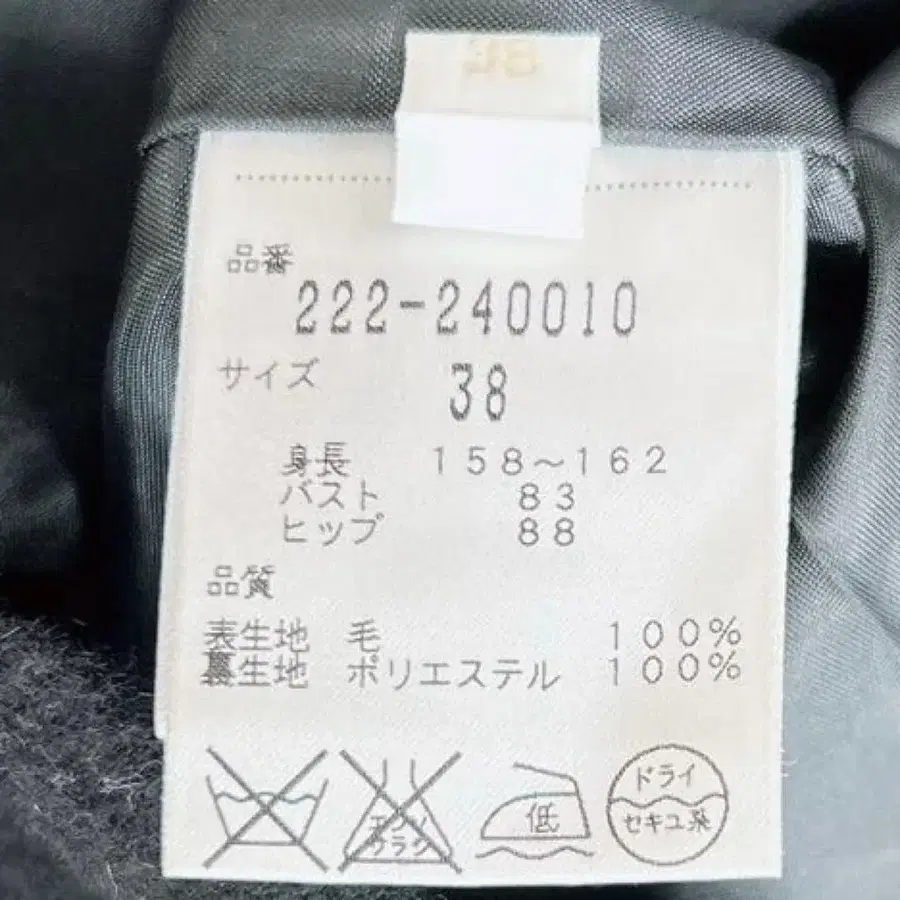 38
品番
222-240010
サイズ 38
身長 158～162
バスト 83
ヒップ 88
品質
表生地 毛 100%
裏生地 ポリエステル 100%
エンソ
サラシ
低
ドライ
セキユ系